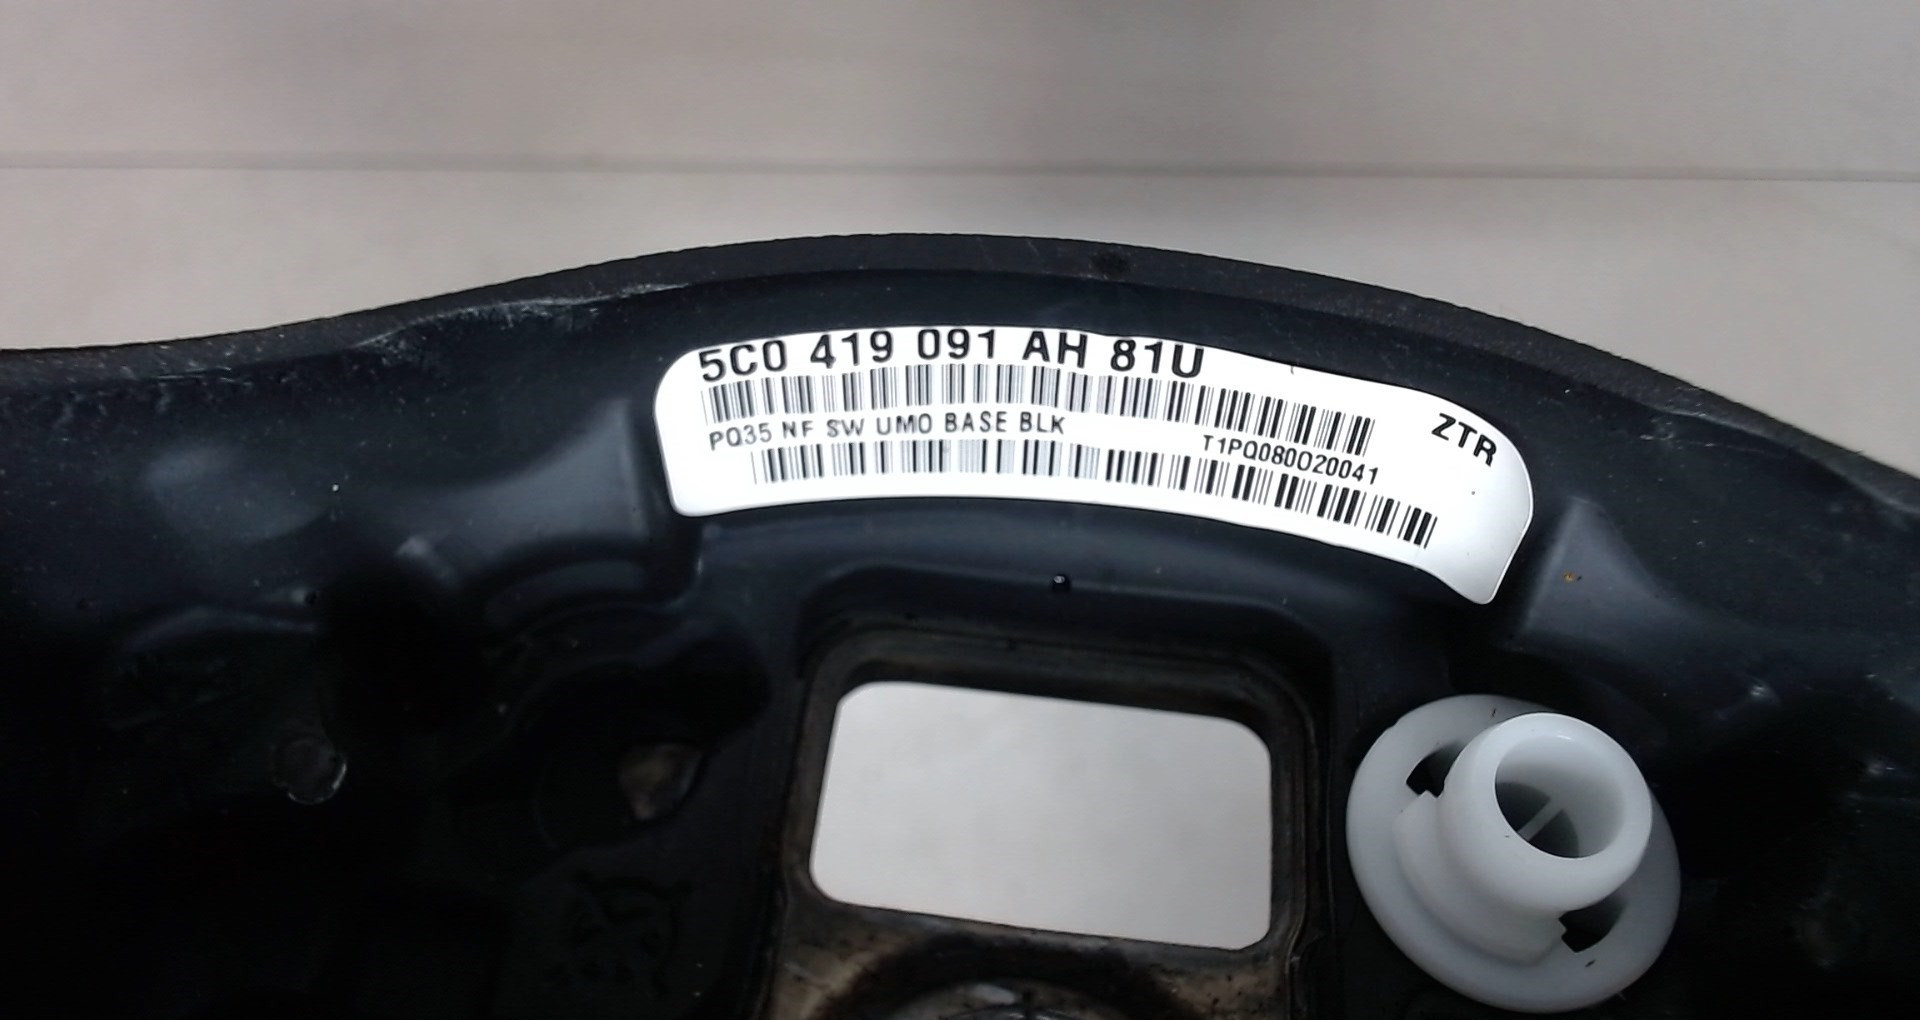 5C0 419 091 AH 81U
ZTR
PQ35 NF SW UMO BASE BLK
T1PQ080020041